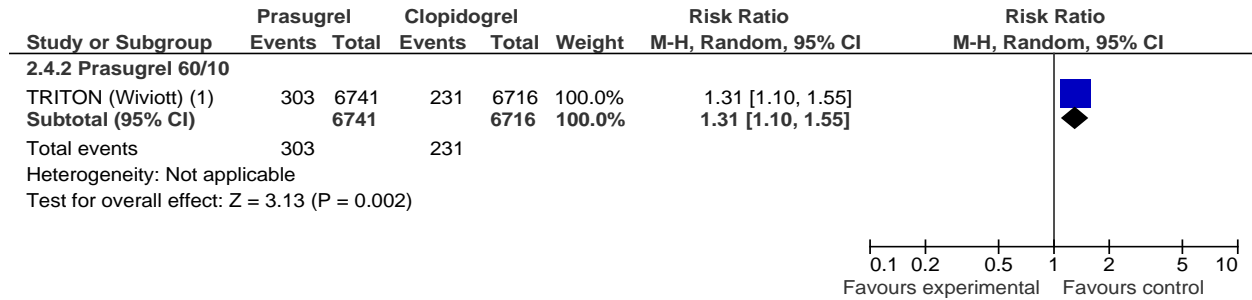 Prasugrel Clopidogrel Risk Ratio Risk Ratio
Study or Subgroup Events Total Events Total Weight M-H, Random, 95% CI M-H, Random, 95% CI
2.4.2 Prasugrel 60/10
TRITON (Wiviott) (1) 303 6741 231 6716 100.0% 1.31 [1.10, 1.55]
Subtotal (95% CI) 6741 6716 100.0% 1.31 [1.10, 1.55]
Total events 303 231
Heterogeneity: Not applicable
Test for overall effect: Z = 3.13 (P = 0.002)
0.1 0.2 0.5 1 2 5 10
Favours experimental Favours control